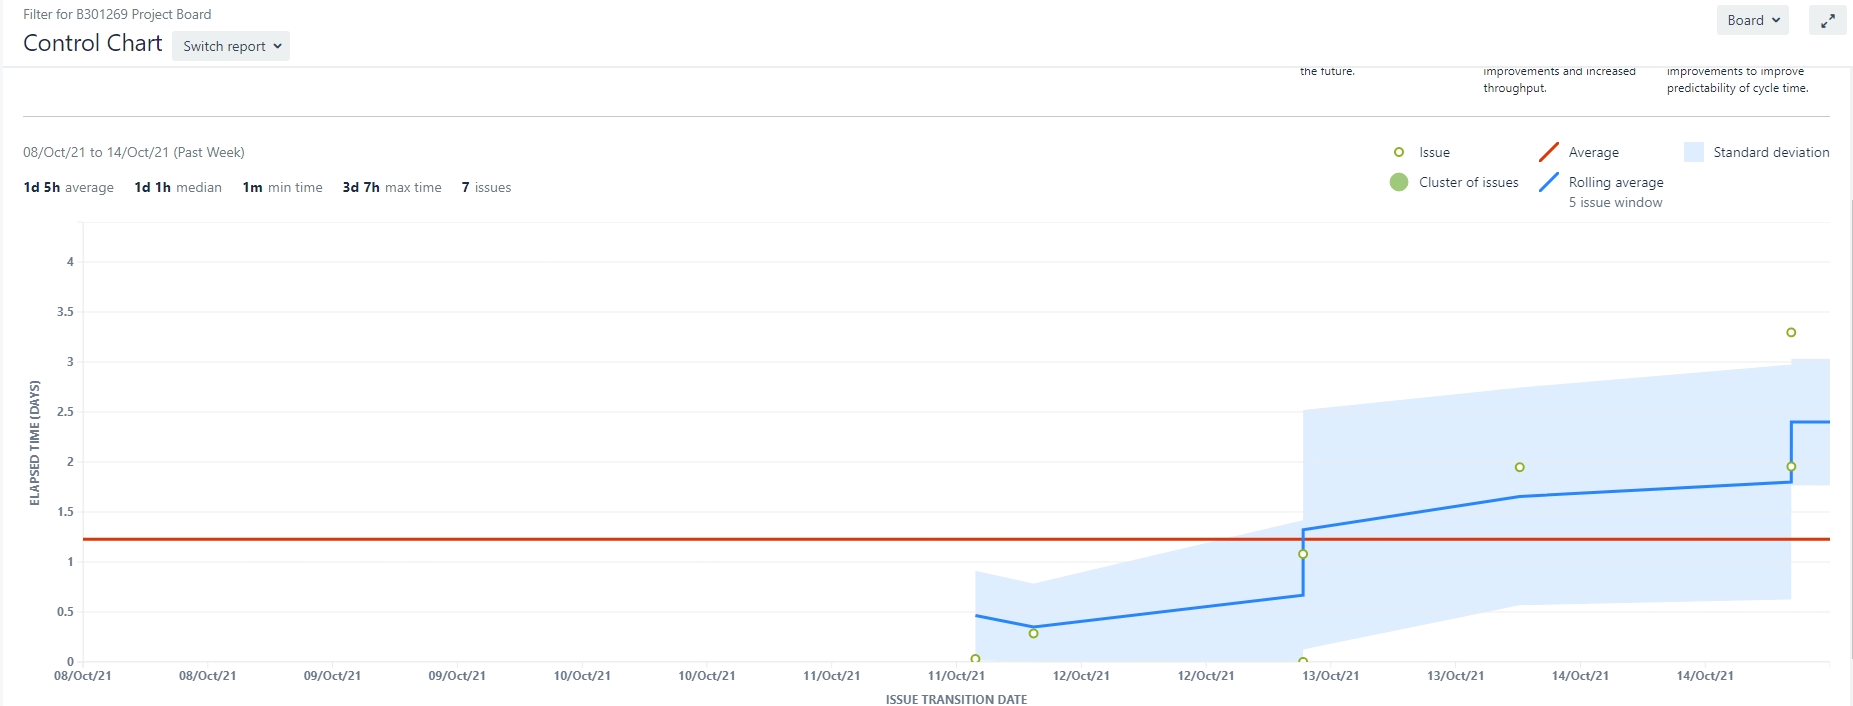 Filter for B301269 Project Board
Control Chart
Switch report
Board
the future.
improvements and increased
throughput.
improvements to improve
predictability of cycle time.
08/Oct/21 to 14/Oct/21 (Past Week)
1d 5h average 1d 1h median 1m min time 3d 7h max time 7 issues
Issue
Average
Standard deviation
Cluster of issues
Rolling average
5 issue window
4
3.5
3
2.5
2
1.5
1
0.5
0
ELAPSED TIME (DAYS)
08/Oct/21 08/Oct/21 09/Oct/21 09/Oct/21 10/Oct/21 10/Oct/21 11/Oct/21 11/Oct/21 12/Oct/21 12/Oct/21 13/Oct/21 13/Oct/21 14/Oct/21 14/Oct/21
ISSUE TRANSITION DATE